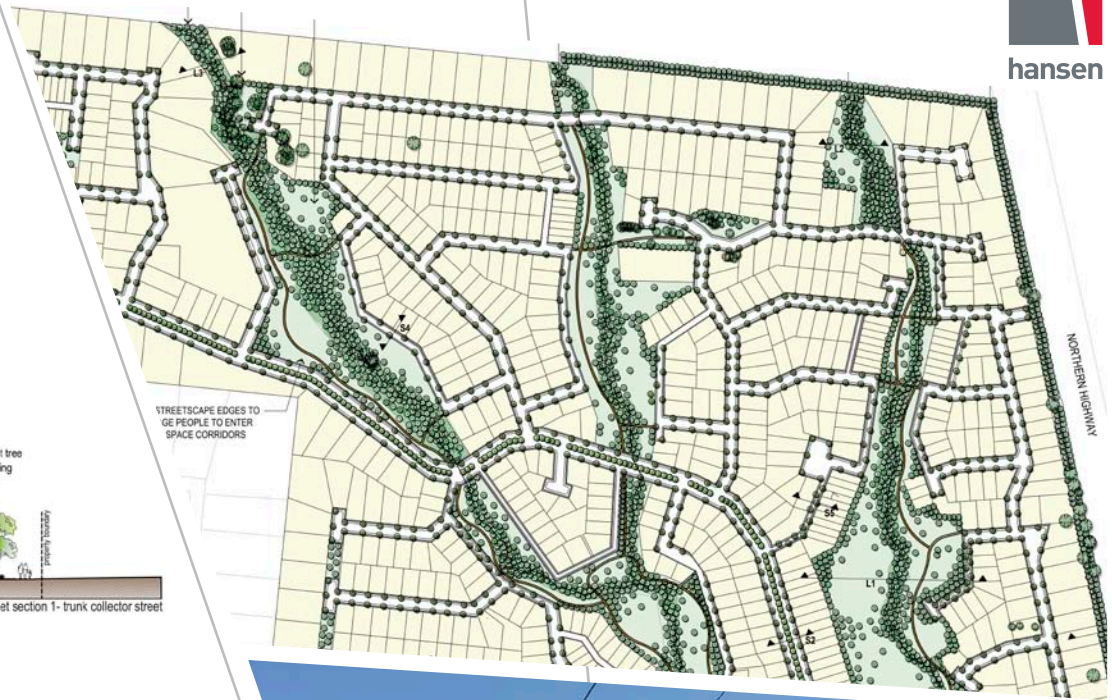 hansen
L3
L2
NORTHERN HIGHWAY
S4
STREETSCAPE EDGES TO
GE PEOPLE TO ENTER
SPACE CORRIDORS
t tree
ing
property boundary
et section 1- trunk collector street
S5
L1
S2